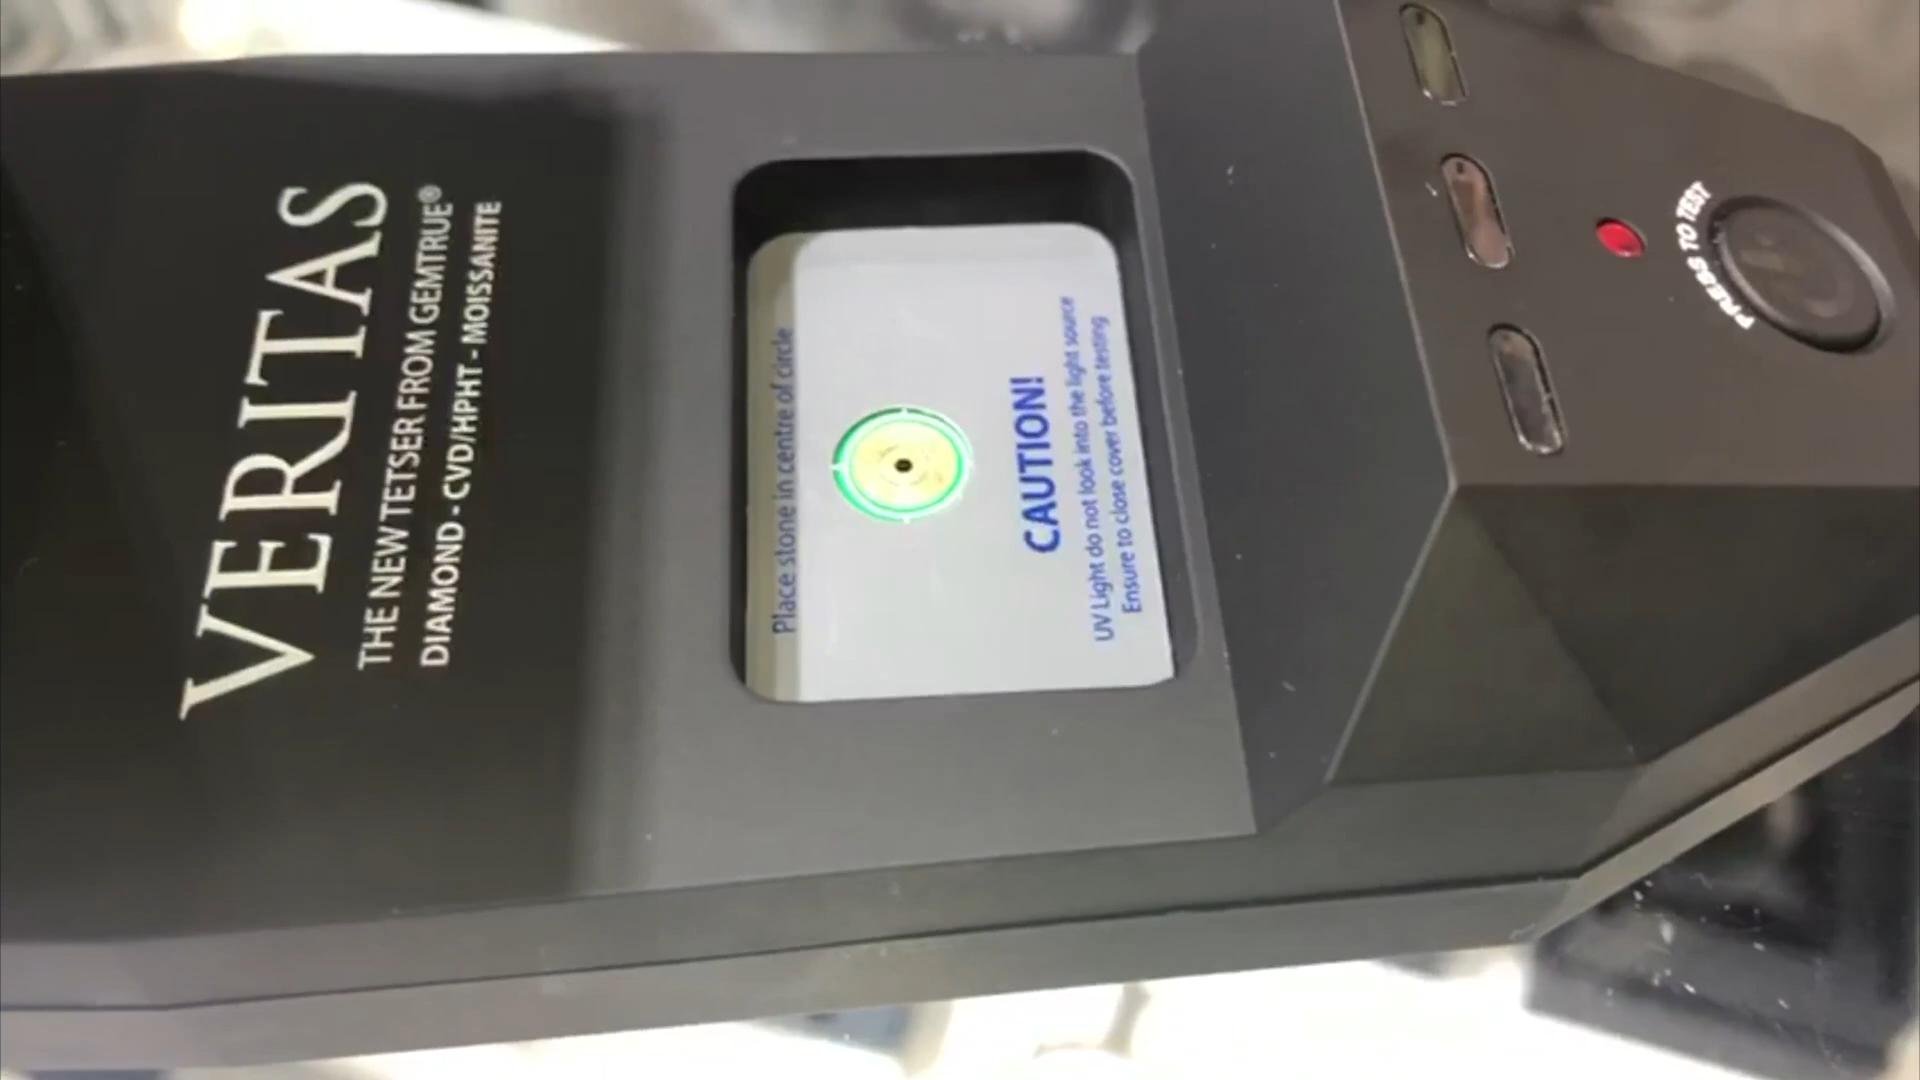 VERITAS
THE NEW TETSER FROM GEMTRUE®
DIAMOND - CVD/HPHT - MOISSANITE
Place stone in centre of circle
CAUTION!
UV Light do not look into the light source
Ensure to close cover before testing
PRESS TO TEST